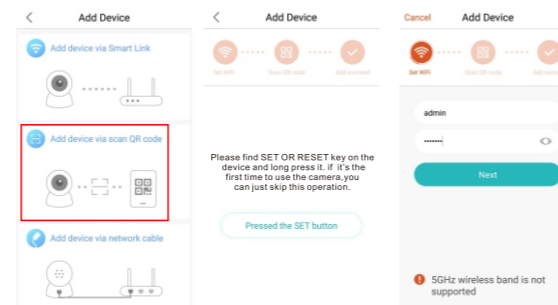 Add Device
Add device via Smart Link
Add device via scan QR code
Add device via network cable
Add Device
Set WiFi
Scan QR code
Add succeed
Please find SET OR RESET key on the
device and long press it. if it's the
first time to use the camera,you
can just skip this operation.
Pressed the SET button
Cancel
Add Device
Set WiFi
Scan QR code
admin
Next
5GHz wireless band is not
supported